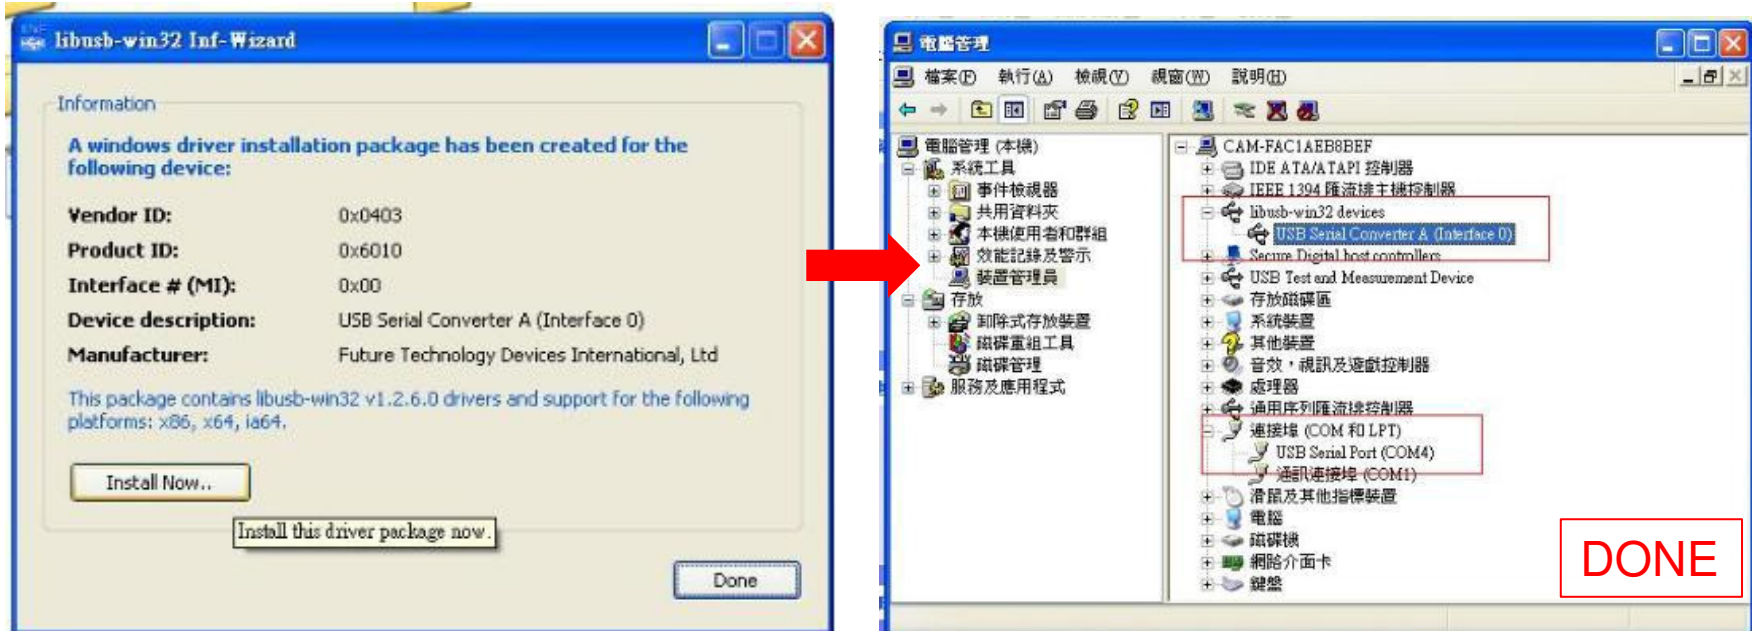 libusb-win32 Inf-Wizard
Information
A windows driver installation package has been created for the
following device:
Vendor ID: 0x0403
Product ID: 0x6010
Interface # (MI): 0x00
Device description: USB Serial Converter A (Interface 0)
Manufacturer: Future Technology Devices International, Ltd
This package contains libusb-win32 v1.2.6.0 drivers and support for the following
platforms: x86, x64, ia64.
Install Now..
Install this driver package now.
Done
電腦管理
檔案(F) 執行(A) 檢視(V) 視窗(W) 說明(H)
電腦管理 (本機)
系統工具
事件檢視器
共用資料夾
本機使用者和群組
效能記錄及警示
裝置管理員
存放
卸除式存放裝置
磁碟重組工具
磁碟管理
服務及應用程式
CAM-FAC1AEB8BEF
IDE ATA/ATAPI 控制器
IEEE 1394 匯流排主機控制器
libusb-win32 devices
USB Serial Converter A (Interface 0)
Secure Digital host controllers
USB Test and Measurement Device
存放磁碟區
系統裝置
其他裝置
音效，視訊及遊戲控制器
處理器
通用序列匯流排控制器
連接埠 (COM 和 LPT)
USB Serial Port (COM4)
通訊連接埠 (COM1)
滑鼠及其他指標裝置
電腦
磁碟機
網路介面卡
鍵盤
DONE